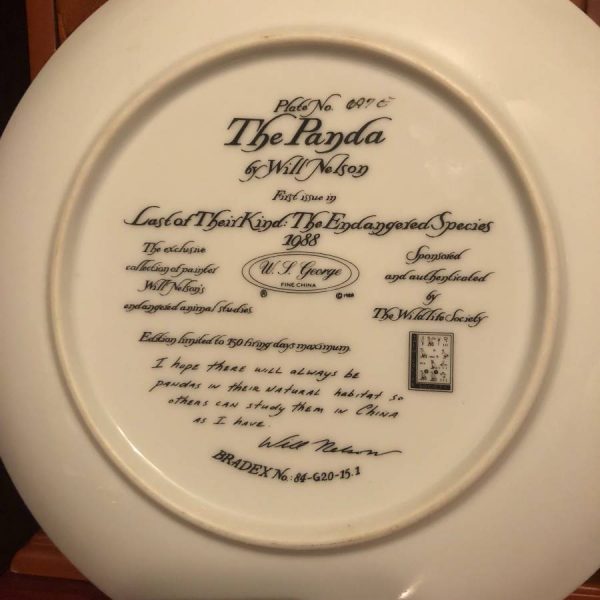 Plate No.
The Panda
by Will Nelson
First issue in
Last of Their Kind: The Endangered Species
1988
The exclusive
collection of painter
Will Nelson's
endangered animal studies
W. S. George
FINE CHINA
® © 1988
Sponsored
and authenticated
by
The Wildlife Society
Edition limited to 150 firing days maximum
I hope there will always be
pandas in their natural habitat so
others can study them in China
as I have.
Will Nelson
BRADEX No.: 84-G20-15.1